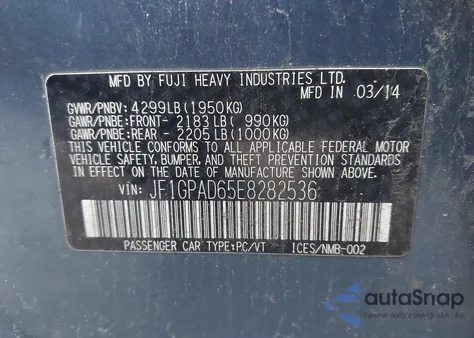 MFD BY FUJI HEAVY INDUSTRIES LTD.
MFD IN 03/14
GVWR/PNBV: 4299LB (1950KG)
GAWR/PNBE: FRONT- 2183LB ( 990KG)
GAWR/PNBE: REAR - 2205LB (1000KG)
THIS VEHICLE CONFORMS TO ALL APPLICABLE FEDERAL MOTOR
VEHICLE SAFETY, BUMPER, AND THEFT PREVENTION STANDARDS
IN EFFECT ON THE DATE OF MANUFACTURE SHOWN ABOVE.
VIN: JF1GPAD65E8282536
PASSENGER CAR TYPE:PC/VT ICES/NMB-002
autoSnap